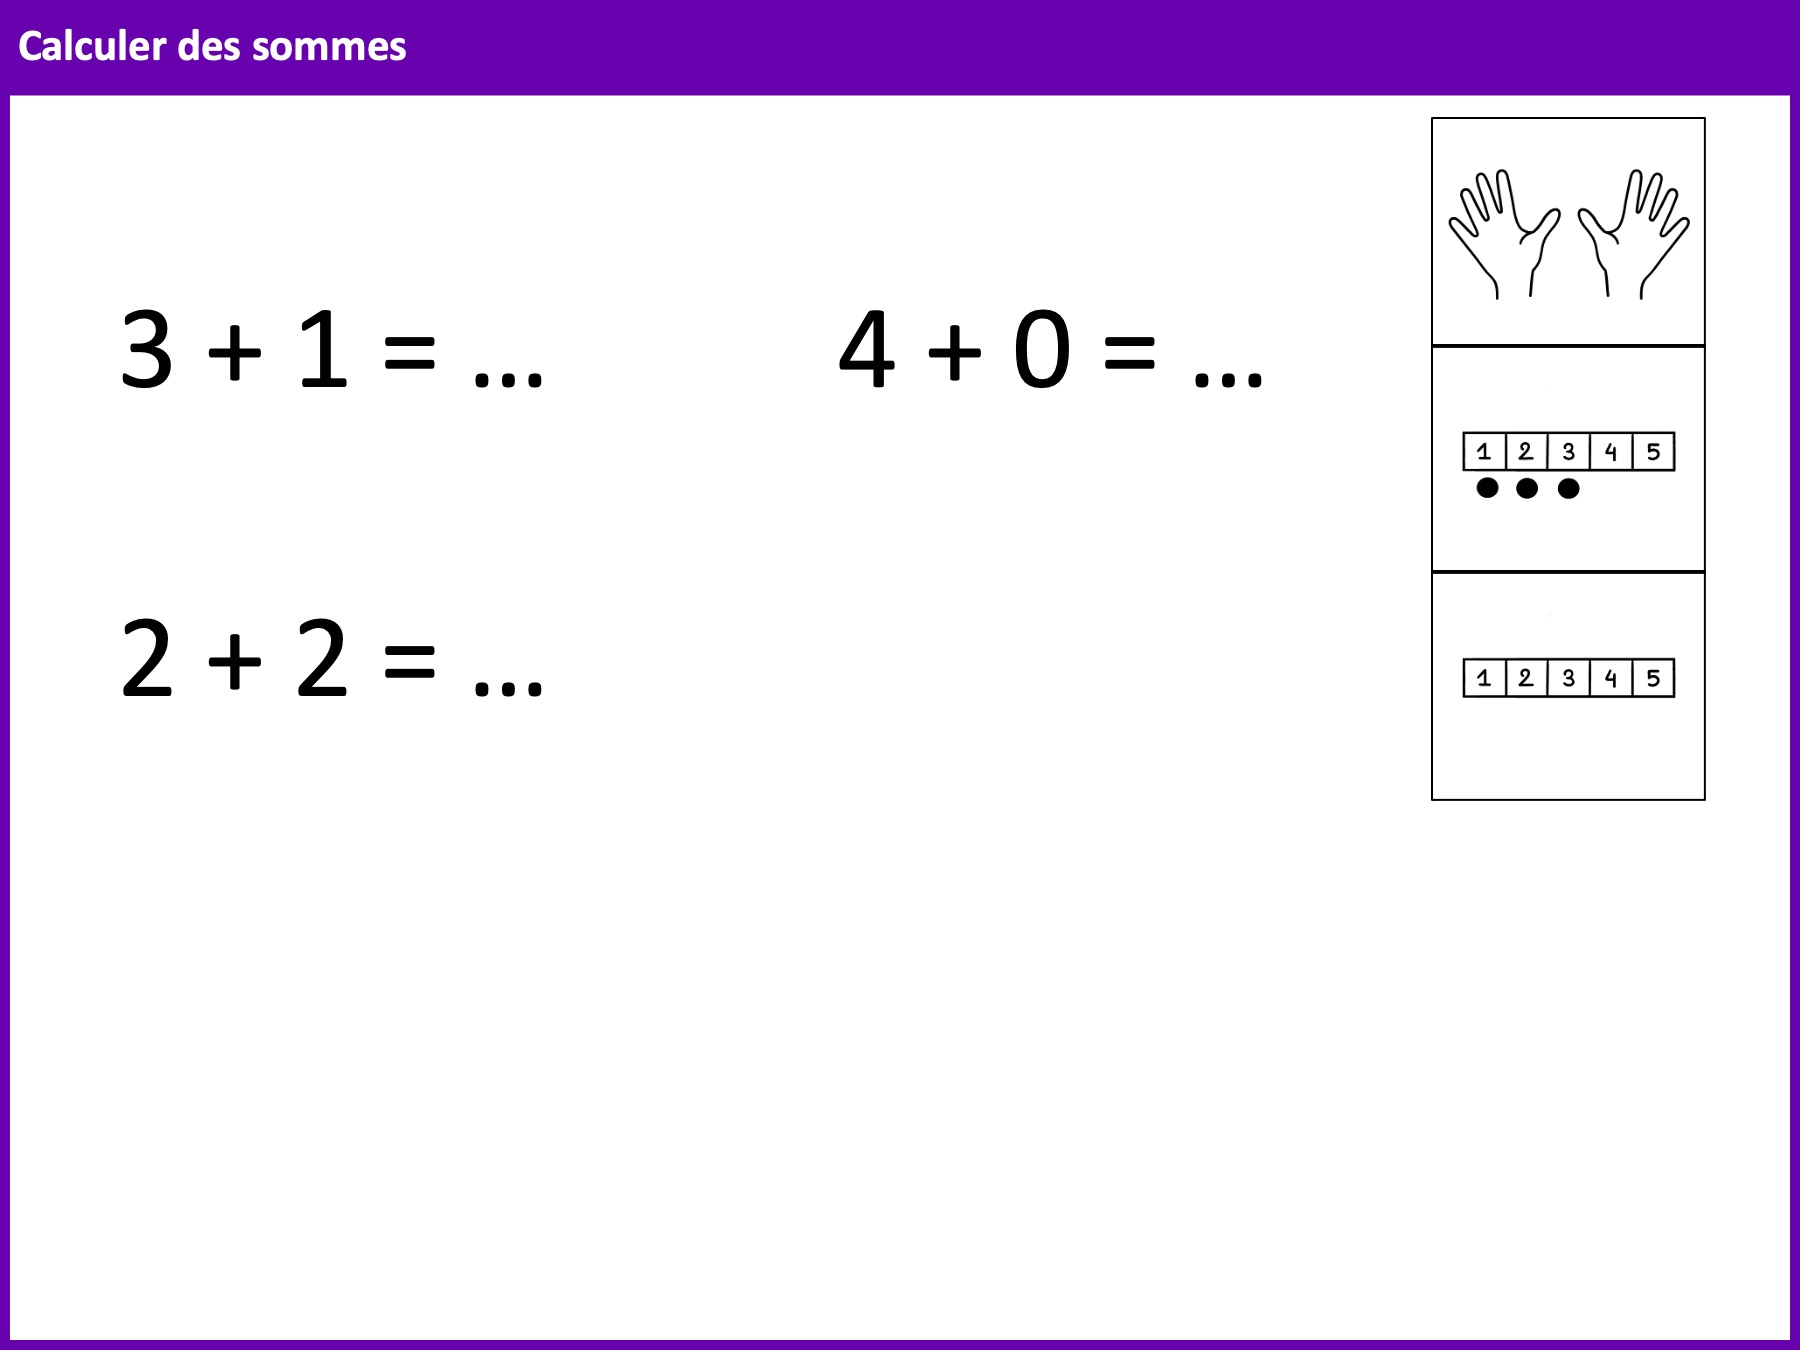 Calculer des sommes
3 + 1 = …
4 + 0 = …
2 + 2 = …
1 2 3 4 5
1 2 3 4 5